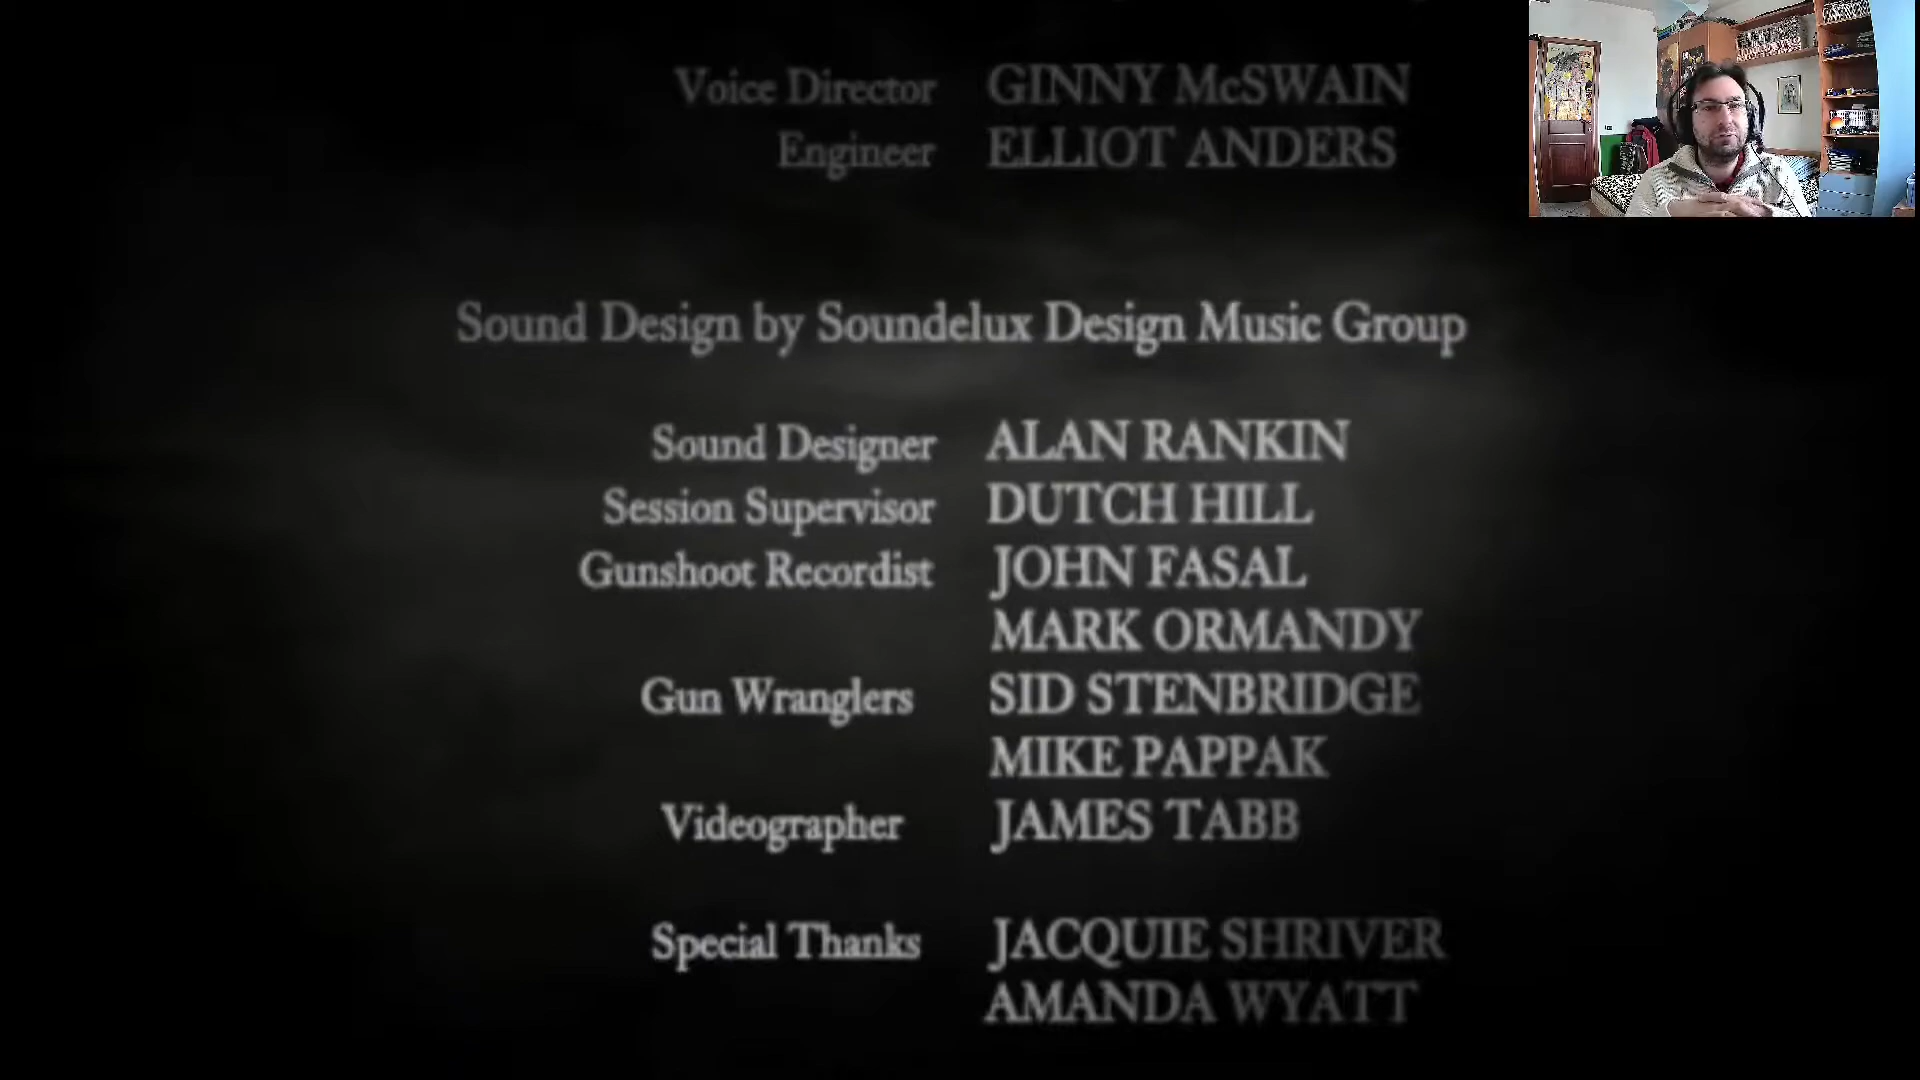 Voice Director GINNY McSWAIN
Engineer ELLIOT ANDERS
Sound Design by Soundelux Design Music Group
Sound Designer ALAN RANKIN
Session Supervisor DUTCH HILL
Gunshoot Recordist JOHN FASAL
MARK ORMANDY
Gun Wranglers SID STENBRIDGE
MIKE PAPPAK
Videographer JAMES TABB
Special Thanks JACQUIE SHRIVER
AMANDA WYATT